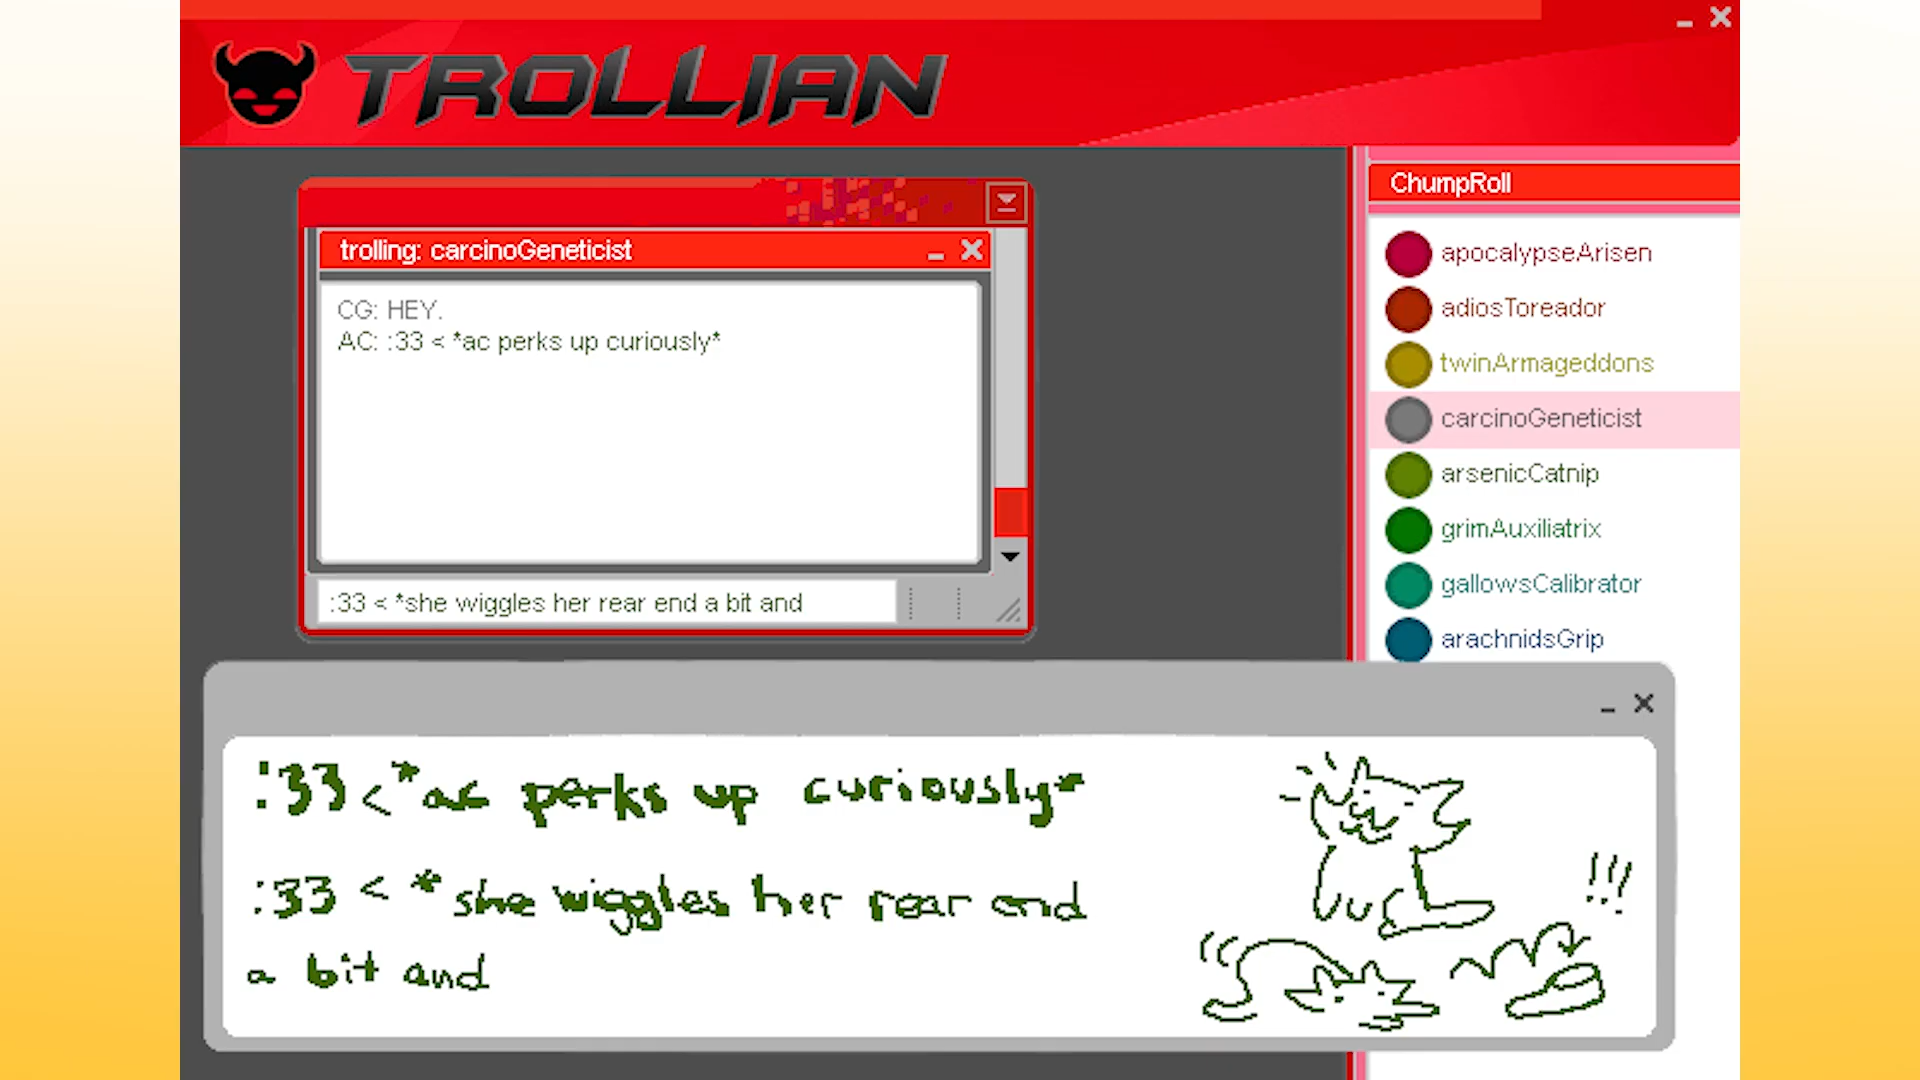 TROLLIAN
trolling: carcinoGeneticist
CG: HEY.
AC: :33 < *ac perks up curiously*
:33 < *she wiggles her rear end a bit and
ChumpRoll
apocalypseArisen
adiosToreador
twinArmageddons
carcinoGeneticist
arsenicCatnip
grimAuxiliatrix
gallowsCalibrator
arachnidsGrip
:33 < *ac perks up curiously*
:33 < *she wiggles her rear end
a bit and
!!!